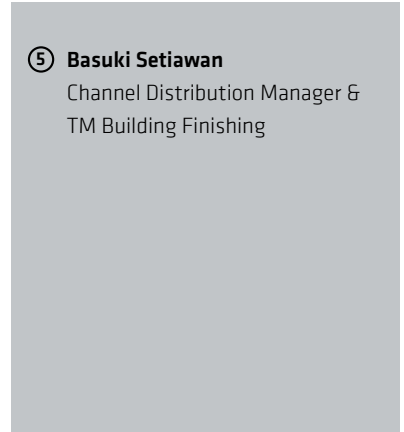 ⑤ Basuki Setiawan
Channel Distribution Manager &
TM Building Finishing